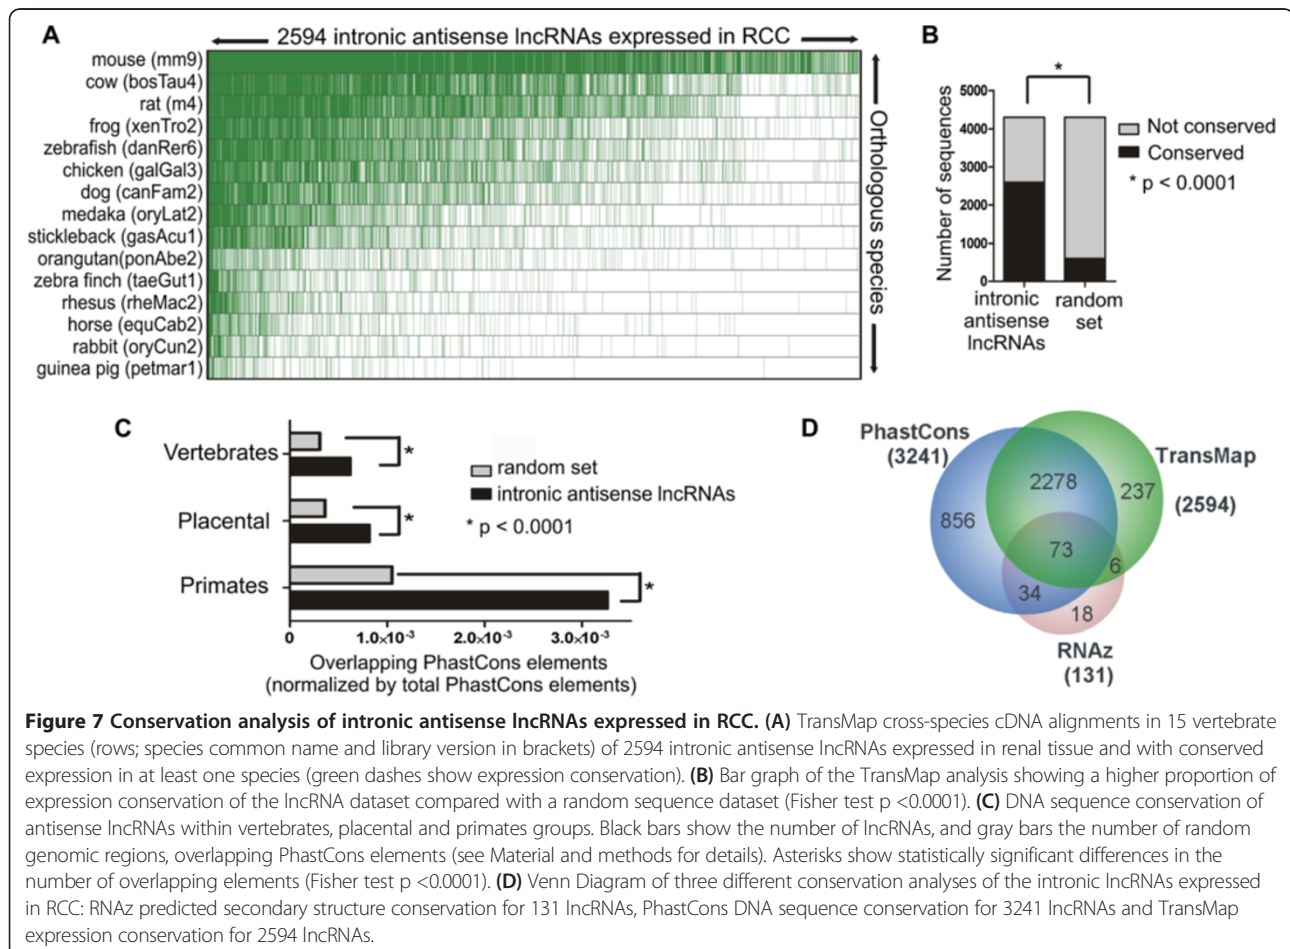 A
2594 intronic antisense lncRNAs expressed in RCC
mouse (mm9)
cow (bosTau4)
rat (m4)
frog (xenTro2)
zebrafish (danRer6)
chicken (galGal3)
dog (canFam2)
medaka (oryLat2)
stickleback (gasAcu1)
orangutan(ponAbe2)
zebra finch (taeGut1)
rhesus (rheMac2)
horse (equCab2)
rabbit (oryCun2)
guinea pig (petmar1)
Orthologous species
B
*
Number of sequences
5000
4000
3000
2000
1000
0
intronic
antisense
lncRNAs
random
set
Not conserved
Conserved
* p < 0.0001
C
Vertebrates
Placental
Primates
*
*
*
random set
intronic antisense lncRNAs
* p < 0.0001
0
1.0×10⁻³
2.0×10⁻³
3.0×10⁻³
Overlapping PhastCons elements
(normalized by total PhastCons elements)
D
PhastCons
(3241)
TransMap
(2594)
2278
237
856
73
6
34
18
RNAz
(131)
Figure 7 Conservation analysis of intronic antisense lncRNAs expressed in RCC. (A) TransMap cross-species cDNA alignments in 15 vertebrate
species (rows; species common name and library version in brackets) of 2594 intronic antisense lncRNAs expressed in renal tissue and with conserved
expression in at least one species (green dashes show expression conservation). (B) Bar graph of the TransMap analysis showing a higher proportion of
expression conservation of the lncRNA dataset compared with a random sequence dataset (Fisher test p <0.0001). (C) DNA sequence conservation of
antisense lncRNAs within vertebrates, placental and primates groups. Black bars show the number of lncRNAs, and gray bars the number of random
genomic regions, overlapping PhastCons elements (see Material and methods for details). Asterisks show statistically significant differences in the
number of overlapping elements (Fisher test p <0.0001). (D) Venn Diagram of three different conservation analyses of the intronic lncRNAs expressed
in RCC: RNAz predicted secondary structure conservation for 131 lncRNAs, PhastCons DNA sequence conservation for 3241 lncRNAs and TransMap
expression conservation for 2594 lncRNAs.